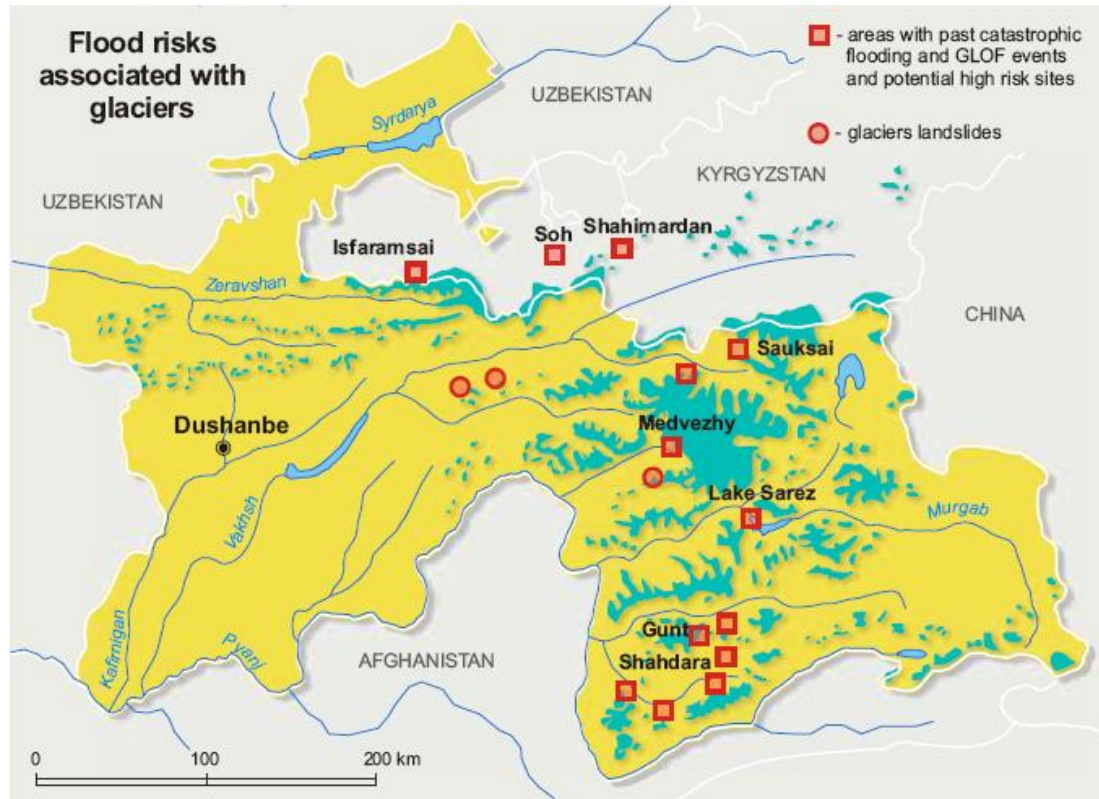 Flood risks
associated with
glaciers
- areas with past catastrophic
flooding and GLOF events
and potential high risk sites
- glaciers landslides
UZBEKISTAN
Syrdarya
KYRGYZSTAN
UZBEKISTAN
Isfaramsai
Soh
Shahimardan
Zeravshan
CHINA
Sauksai
Dushanbe
Medvezhy
Lake Sarez
Murgab
Vakhsh
Kafirnigan
Pyanj
Gunt
Shahdara
AFGHANISTAN
0 100 200 km